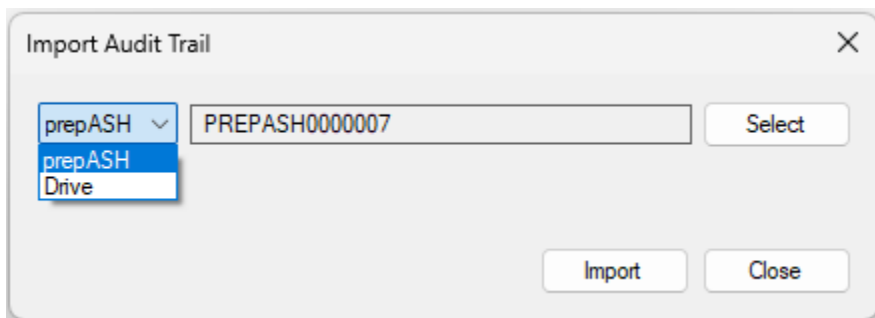 Import Audit Trail
prepASH PREPASH0000007 Select
prepASH
Drive
Import Close